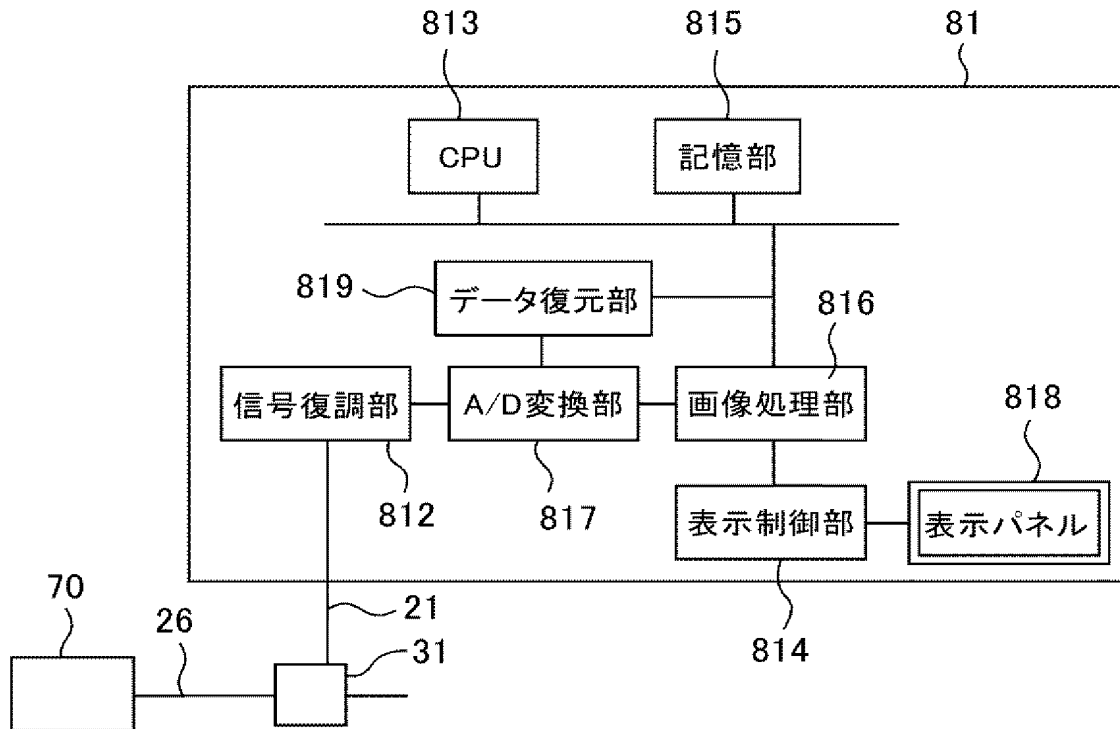 813
815
81
CPU
記憶部
819
データ復元部
816
信号復調部
A/D変換部
画像処理部
818
812
817
表示制御部
表示パネル
70
26
21
31
814